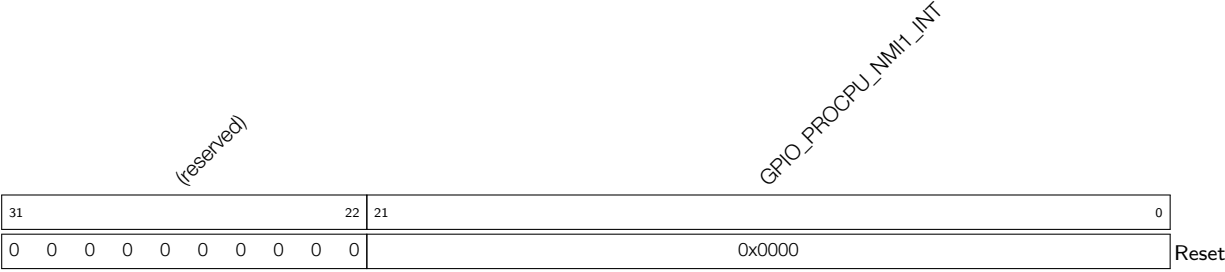 (reserved)
GPIO_PROCPU_NMI1_INT
31 22 21 0
0 0 0 0 0 0 0 0 0 0 0x0000 Reset